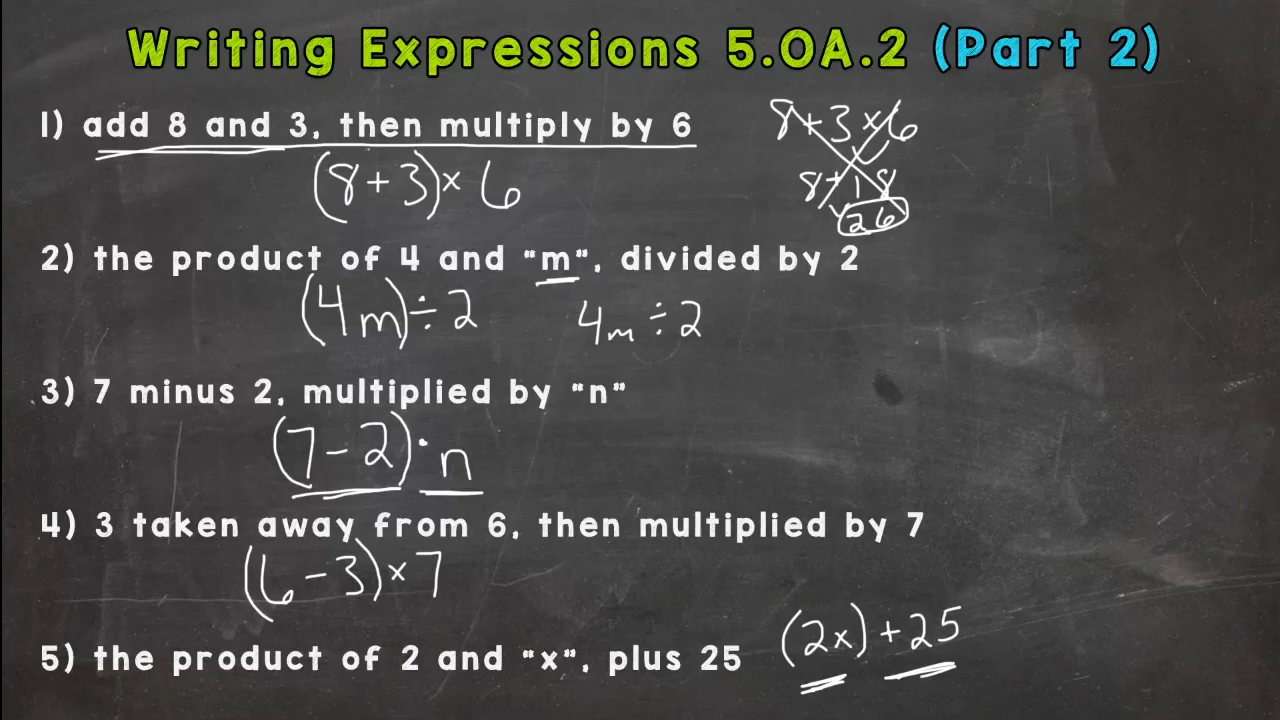 Writing Expressions 5.OA.2 (Part 2)
1) add 8 and 3, then multiply by 6
8+3×6
(8+3)×6
8+18
26
2) the product of 4 and "m", divided by 2
(4m)÷2
4m÷2
3) 7 minus 2, multiplied by "n"
(7-2)·n
4) 3 taken away from 6, then multiplied by 7
(6-3)×7
5) the product of 2 and "x", plus 25
(2x)+25